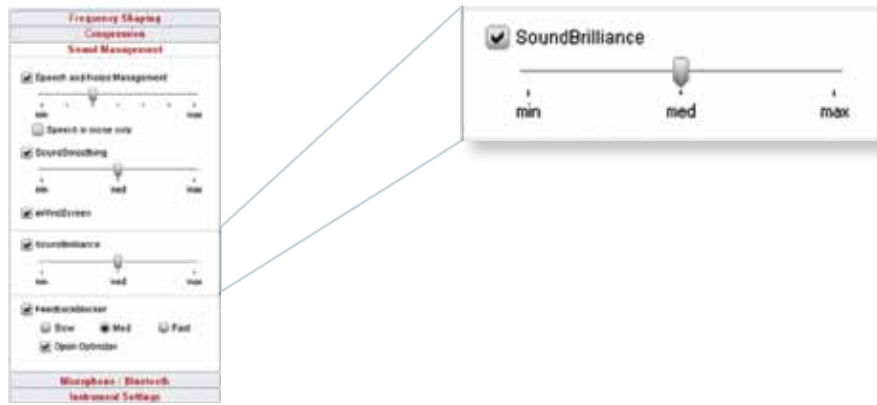 Frequency Shaping
Compression
Sound Management
Speech and Noise Management
min max
Speech in noise only
SoundSmoothing
min med max
eWindScreen
SoundBrilliance
min med max
FeedbackBlocker
Slow Med Fast
Open Optimizer
Microphone / Bluetooth
Instrument Settings
SoundBrilliance
min med max